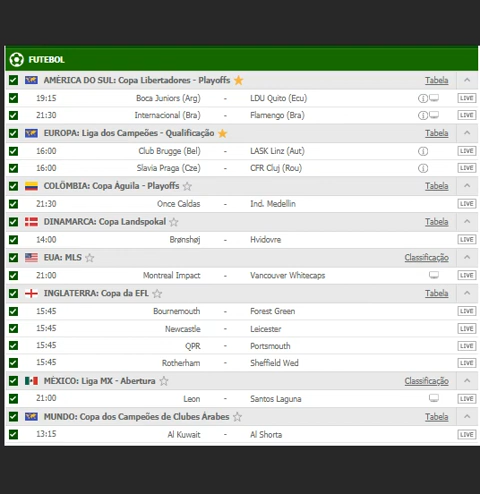 FUTEBOL
AMÉRICA DO SUL: Copa Libertadores - Playoffs Tabela
19:15 Boca Juniors (Arg) - LDU Quito (Ecu) LIVE
21:30 Internacional (Bra) - Flamengo (Bra) LIVE
EUROPA: Liga dos Campeões - Qualificação Tabela
16:00 Club Brugge (Bel) - LASK Linz (Aut) LIVE
16:00 Slavia Praga (Cze) - CFR Cluj (Rou) LIVE
COLÔMBIA: Copa Águila - Playoffs Tabela
21:30 Once Caldas - Ind. Medellin LIVE
DINAMARCA: Copa Landspokal Tabela
14:00 Brønshøj - Hvidovre LIVE
EUA: MLS Classificação
21:00 Montreal Impact - Vancouver Whitecaps LIVE
INGLATERRA: Copa da EFL Tabela
15:45 Bournemouth - Forest Green LIVE
15:45 Newcastle - Leicester LIVE
15:45 QPR - Portsmouth LIVE
15:45 Rotherham - Sheffield Wed LIVE
MÉXICO: Liga MX - Abertura Classificação
21:00 Leon - Santos Laguna LIVE
MUNDO: Copa dos Campeões de Clubes Árabes Tabela
13:15 Al Kuwait - Al Shorta LIVE